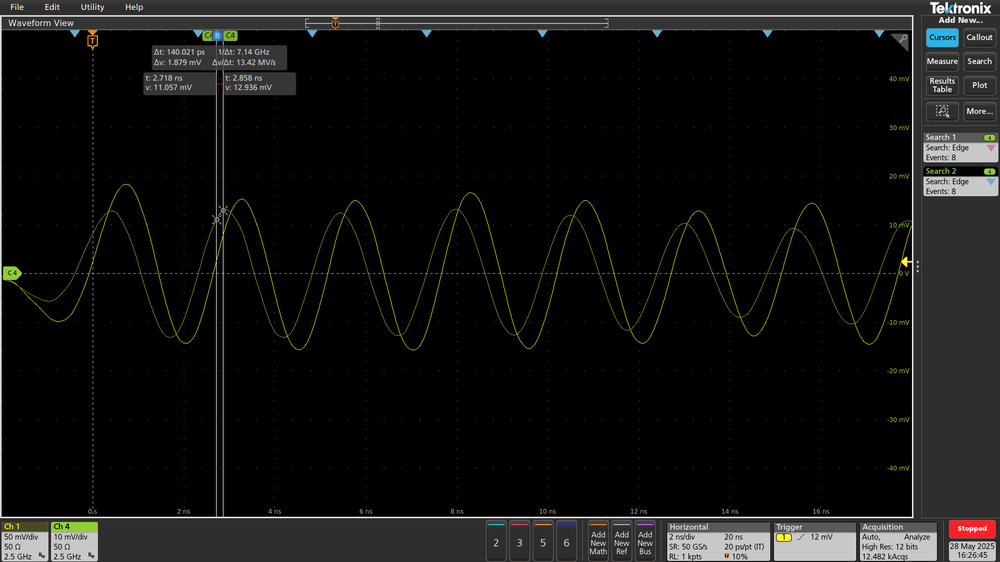 File Edit Utility Help
Tektronix
Waveform View
Add New...
T
T
C4 B C4
Cursors Callout
Δt: 140.021 ps 1/Δt: 7.14 GHz
Δv: 1.879 mV Δv/Δt: 13.42 MV/s
t: 2.718 ns
v: 11.057 mV
t: 2.858 ns
v: 12.936 mV
Measure Search
Results
Table
Plot
More...
40 mV
30 mV
20 mV
10 mV
0 V
-10 mV
-20 mV
-30 mV
-40 mV
C 4
Search 1 4
Search: Edge
Events: 8
Search 2 4
Search: Edge
Events: 8
0 s 2 ns 4 ns 6 ns 8 ns 10 ns 12 ns 14 ns 16 ns
Ch 1
50 mV/div
50 Ω
2.5 GHz Bw
Ch 4
10 mV/div
50 Ω
2.5 GHz Bw
2 3 5 6
Add
New
Math
Add
New
Ref
Add
New
Bus
Horizontal
2 ns/div 20 ns
SR: 50 GS/s 20 ps/pt (IT)
RL: 1 kpts T 10%
Trigger
1 12 mV
Acquisition
Auto, Analyze
High Res: 12 bits
12.482 kAcqs
Stopped
28 May 2025
16:26:45